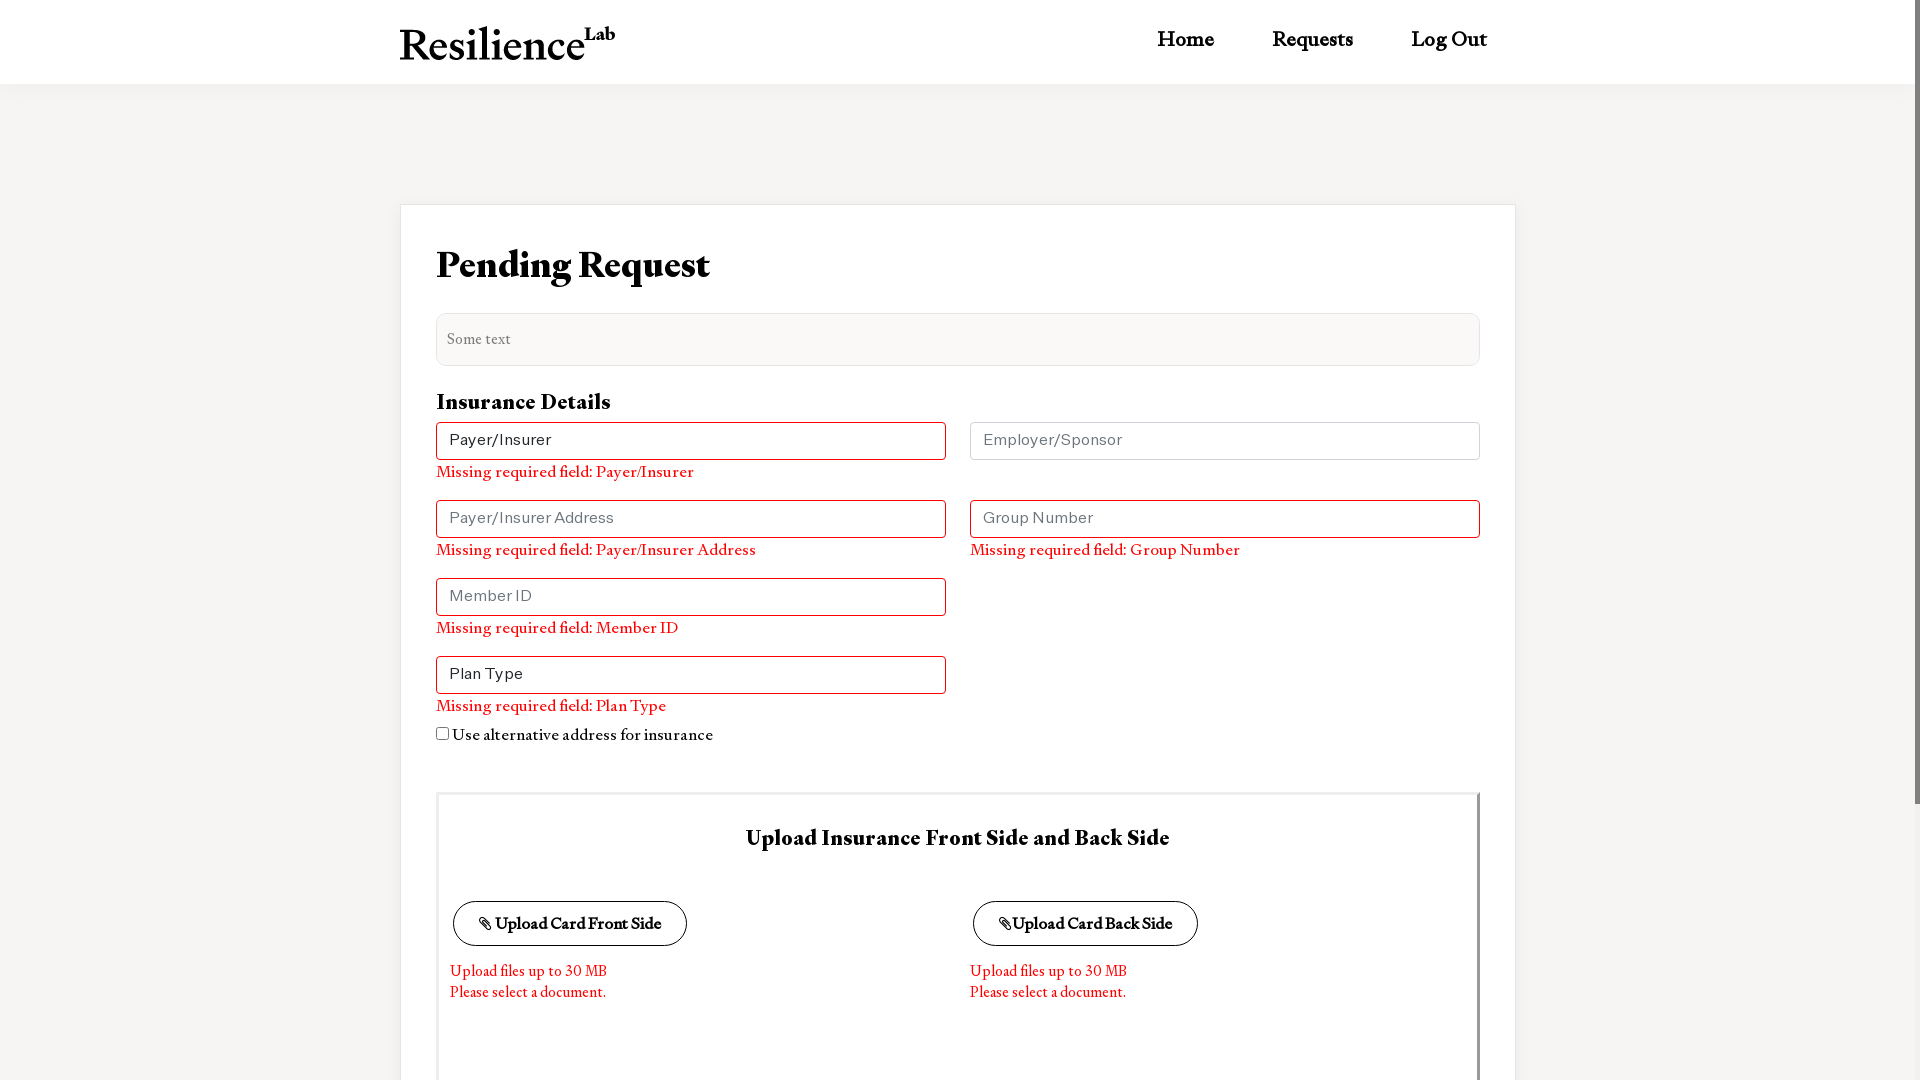 ResilienceLab
Home Requests Log Out
Pending Request
Some text
Insurance Details
Payer/Insurer
Employer/Sponsor
Missing required field: Payer/Insurer
Payer/Insurer Address
Group Number
Missing required field: Payer/Insurer Address
Missing required field: Group Number
Member ID
Missing required field: Member ID
Plan Type
Missing required field: Plan Type
Use alternative address for insurance
Upload Insurance Front Side and Back Side
Upload Card Front Side
Upload Card Back Side
Upload files up to 30 MB
Please select a document.
Upload files up to 30 MB
Please select a document.